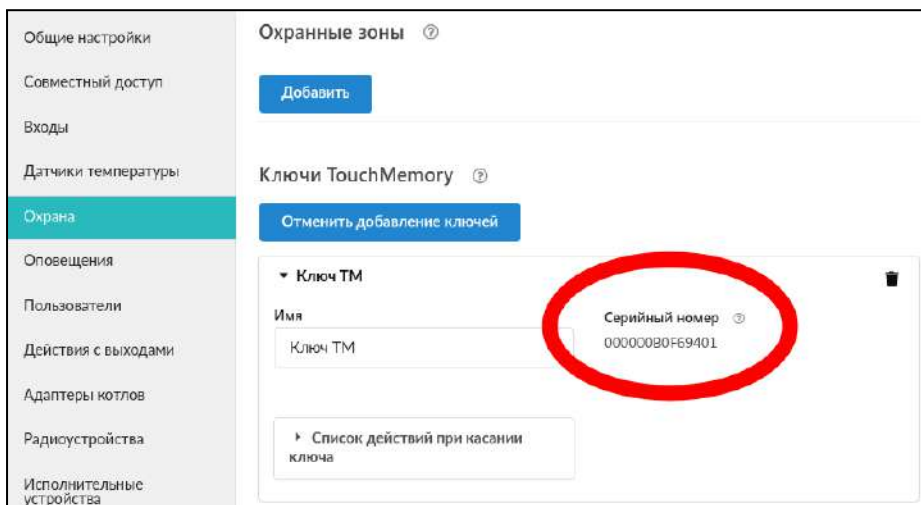 Общие настройки
Совместный доступ
Входы
Датчики температуры
Охрана
Оповещения
Пользователи
Действия с выходами
Адаптеры котлов
Радиоустройства
Исполнительные
устройства
Охранные зоны ?
Добавить
Ключи TouchMemory ?
Отменить добавление ключей
Ключ ТМ
Имя
Ключ ТМ
Серийный номер ?
00000080F69401
Список действий при касании
ключа